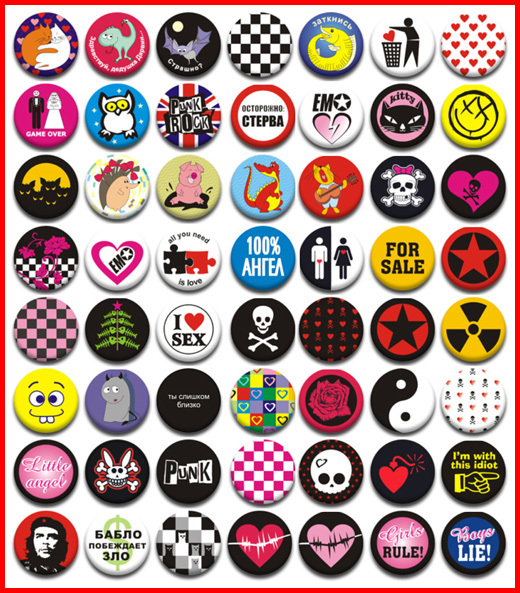 Здравствуй, дедушка Дарвин...
Страшно?
заткнись
GAME OVER
PUNK
ROCK
ОСТОРОЖНО:
СТЕРВА
EMO
kitty
EMO
all you need
is love
100%
АНГЕЛ
FOR
SALE
I
SEX
ты слишком
близко
Little
angel
PUNK
I'm with
this idiot
БАБЛО
ПОБЕЖДАЕТ
ЗЛО
Girls
RULE!
Boys
LIE!